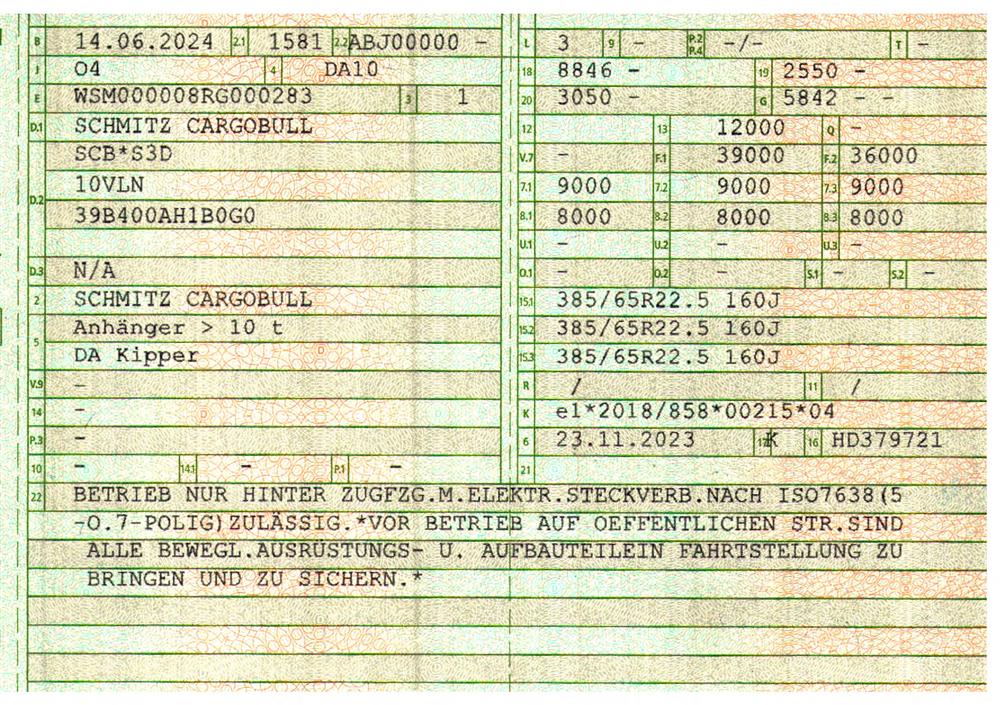 B 14.06.2024 2.1 1581 2.2 ABJ00000 -
J 04 4 DA10
E WSM000008RG000283 3 1
D.1 SCHMITZ CARGOBULL
SCB*S3D
D.2 10VLN
39B400AH1B0G0
D.3 N/A
2 SCHMITZ CARGOBULL
5 Anhänger > 10 t
DA Kipper
V.9 -
14 -
P.3 -
10 - 14.1 - P.1 -
L 3 9 - P.2 P.4 -/- T -
18 8846 - 19 2550 -
20 3050 - G 5842 - -
12 13 12000 Q -
V.7 - F.1 39000 F.2 36000
7.1 9000 7.2 9000 7.3 9000
8.1 8000 8.2 8000 8.3 8000
U.1 - U.2 - U.3 -
O.1 - O.2 - S.1 - S.2 -
15.1 385/65R22.5 160J
15.2 385/65R22.5 160J
15.3 385/65R22.5 160J
R / 11 /
K e1*2018/858*00215*04
6 23.11.2023 17 K 16 HD379721
21
22 BETRIEB NUR HINTER ZUGFZG.M.ELEKTR.STECKVERB.NACH ISO7638(5
-O.7-POLIG)ZULÄSSIG.*VOR BETRIEB AUF OEFFENTLICHEN STR.SIND
ALLE BEWEGL.AUSRÜSTUNGS- U. AUFBAUTEILEIN FAHRTSTELLUNG ZU
BRINGEN UND ZU SICHERN.*